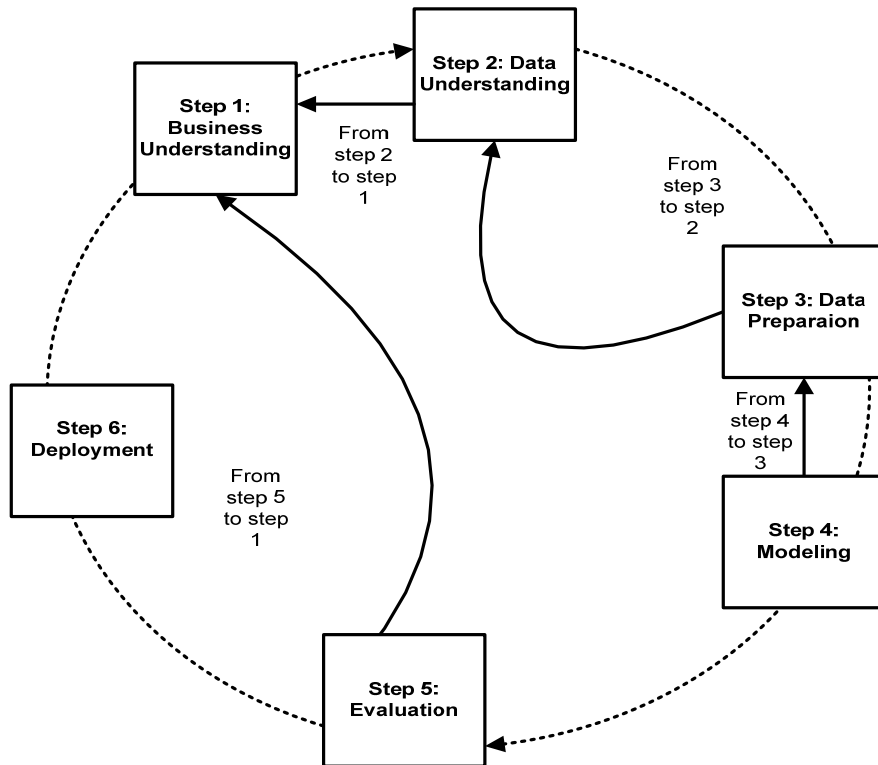 Step 1:
Business
Understanding
Step 2: Data
Understanding
From
step 2
to step
1
From
step 3
to step
2
Step 3: Data
Preparaion
From
step 4
to step
3
Step 4:
Modeling
Step 5:
Evaluation
From
step 5
to step
1
Step 6:
Deployment